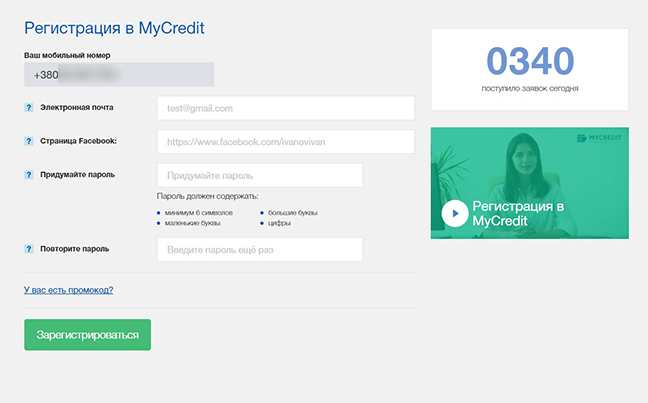 Регистрация в MyCredit
Ваш мобильный номер
+380
? Электронная почта
test@gmail.com
? Страница Facebook:
https://www.facebook.com/ivanovivan
? Придумайте пароль
Придумайте пароль
Пароль должен содержать:
минимум 6 символов
большие буквы
маленькие буквы
цифры
? Повторите пароль
Введите пароль ещё раз
У вас есть промокод?
Зарегистрироваться
0340
поступило заявок сегодня
MYCREDIT
Регистрация в
MyCredit